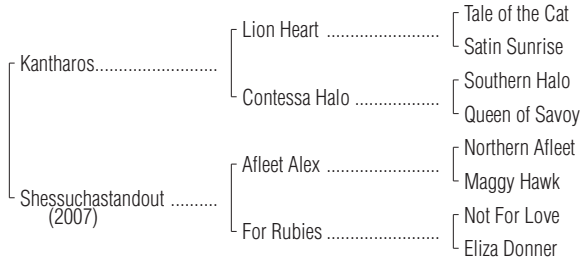 Tale of the Cat
Lion Heart ........................
Satin Sunrise
Kantharos..........................
Southern Halo
Contessa Halo ..................
Queen of Savoy
Northern Afleet
Afleet Alex ........................
Maggy Hawk
Shessuchastandout ..........
(2007)
Not For Love
For Rubies .........................
Eliza Donner